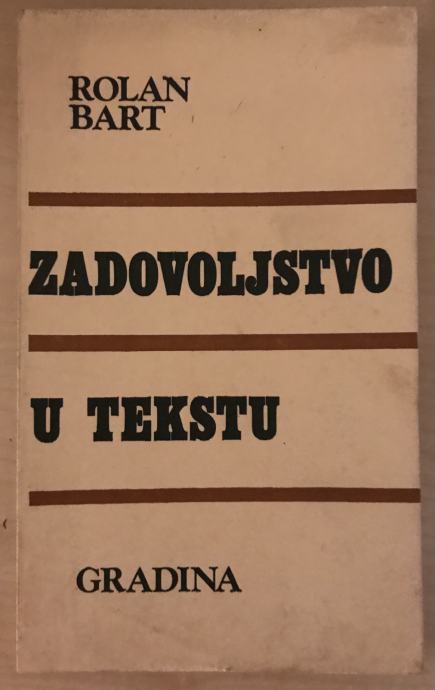 ROLAN
BART
ZADOVOLJSTVO
U TEKSTU
GRADINA